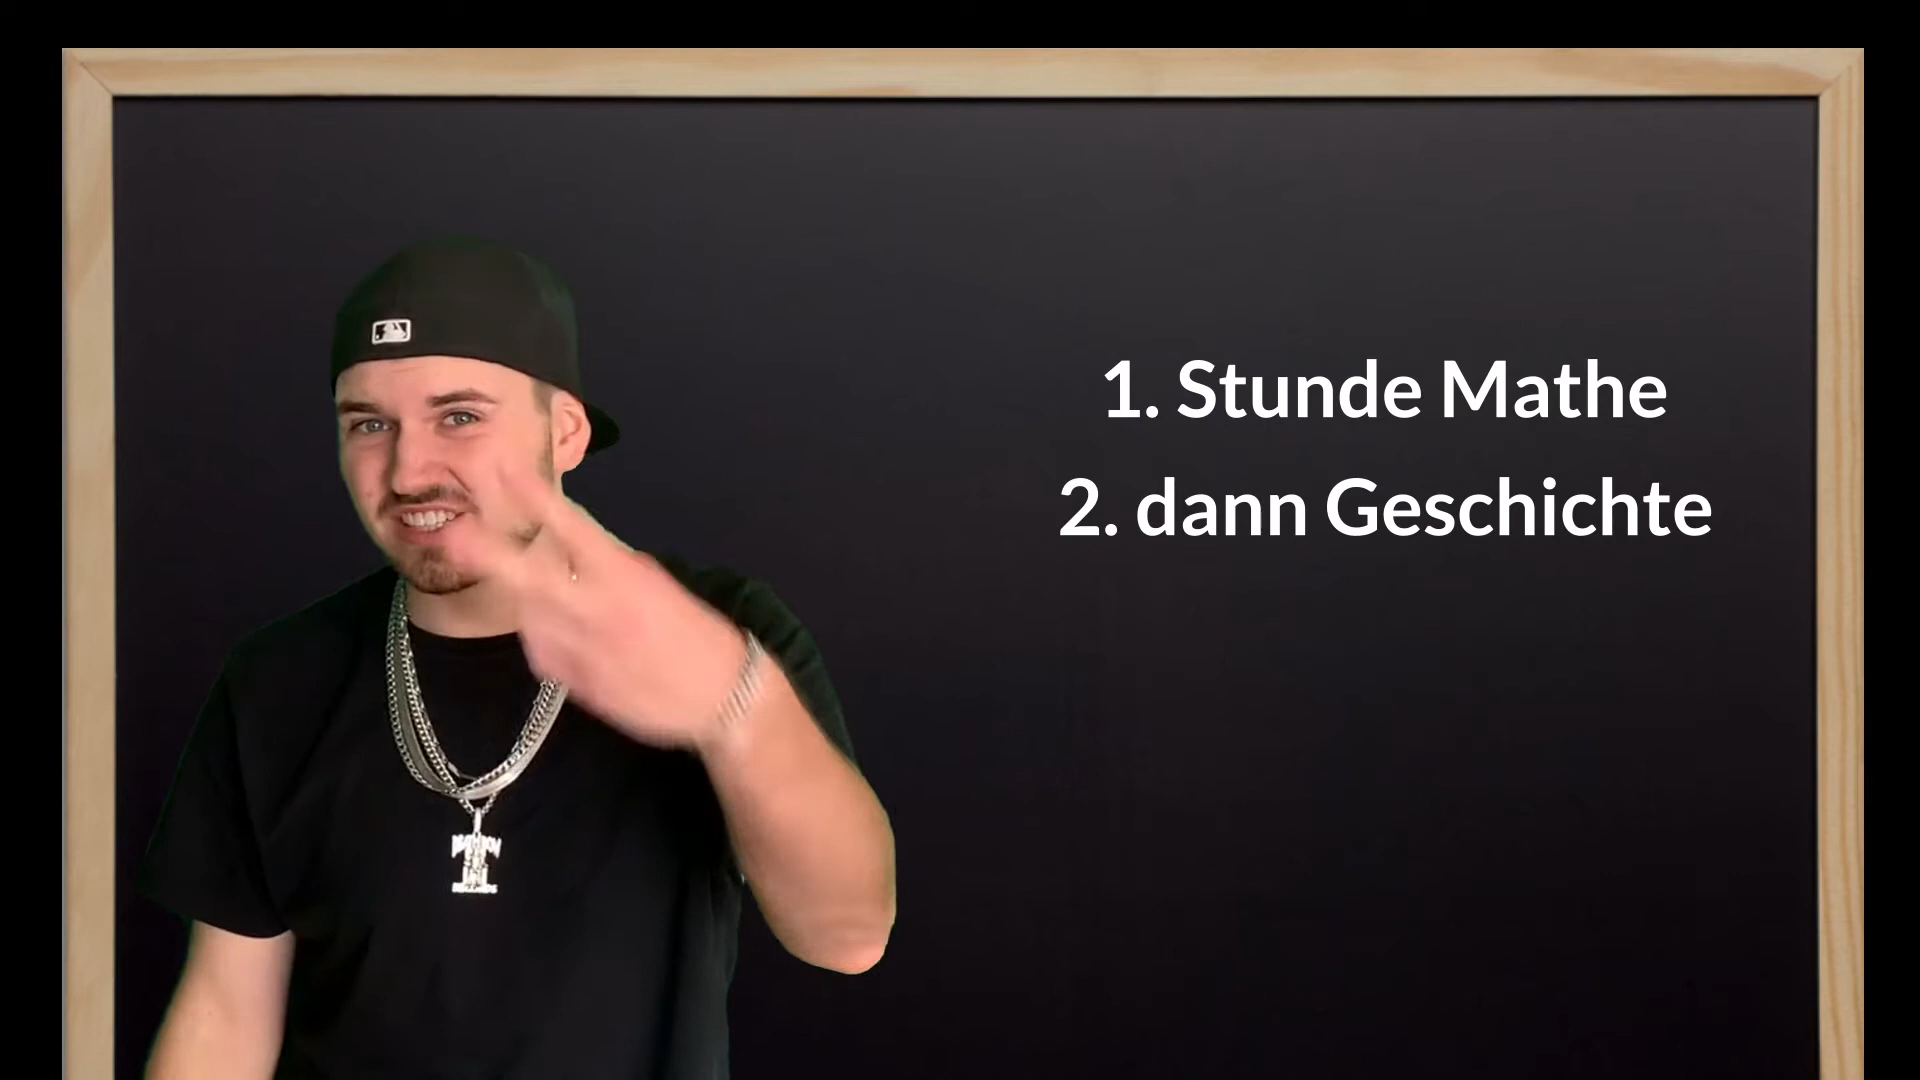 1. Stunde Mathe
2. dann Geschichte